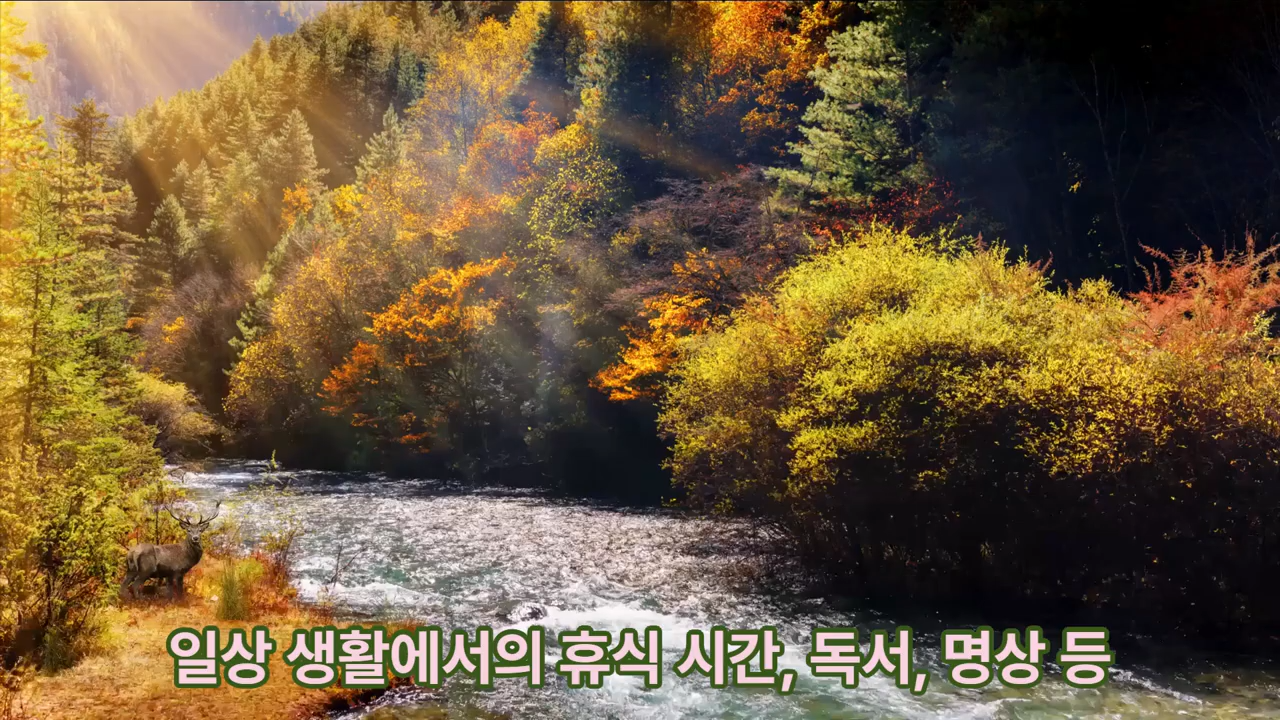 일상 생활에서의 휴식 시간, 독서, 명상 등